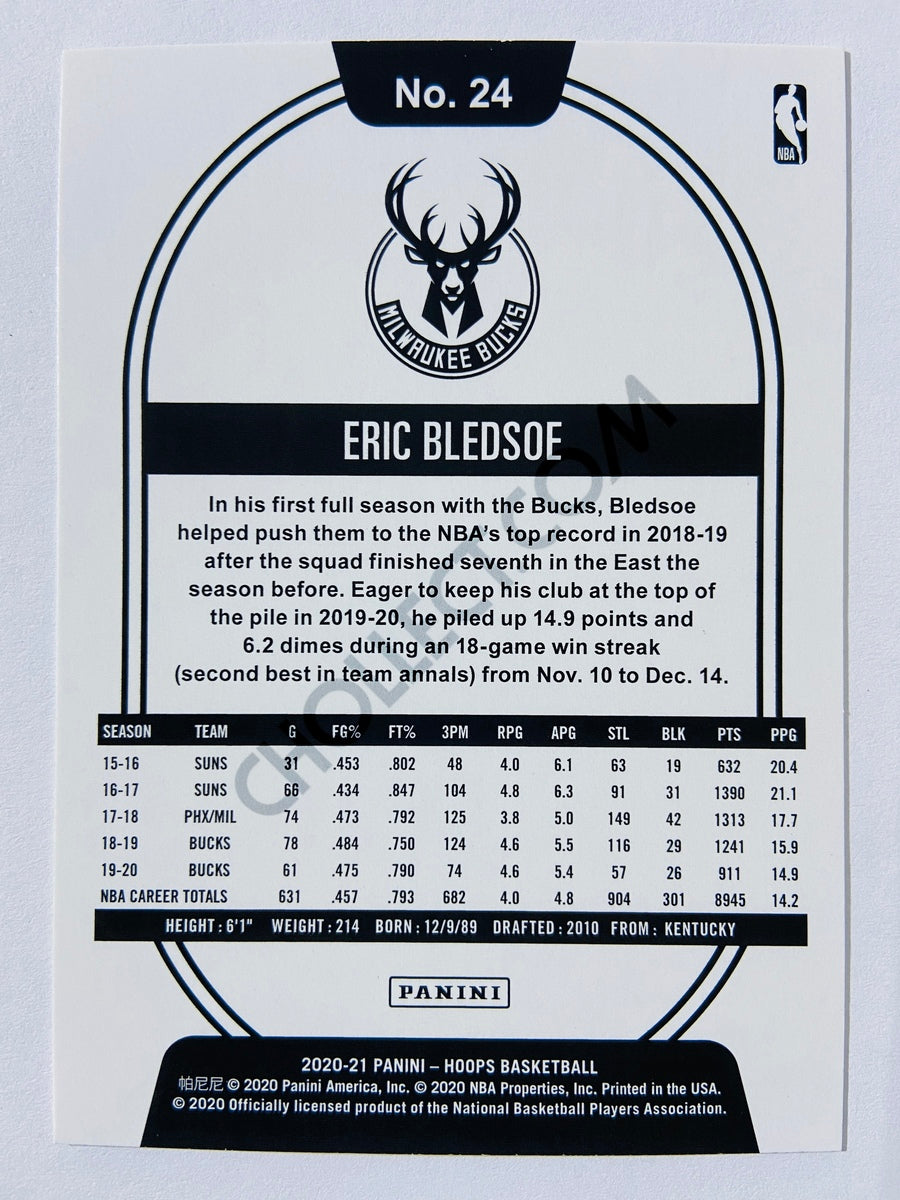 No. 24
NBA
MILWAUKEE BUCKS
ERIC BLEDSOE
In his first full season with the Bucks, Bledsoe
helped push them to the NBA's top record in 2018-19
after the squad finished seventh in the East the
season before. Eager to keep his club at the top of
the pile in 2019-20, he piled up 14.9 points and
6.2 dimes during an 18-game win streak
(second best in team annals) from Nov. 10 to Dec. 14.
CHOLLECT.COM
SEASON TEAM G FG% FT% 3PM RPG APG STL BLK PTS PPG
15-16 SUNS 31 .453 .802 48 4.0 6.1 63 19 632 20.4
16-17 SUNS 66 .434 .847 104 4.8 6.3 91 31 1390 21.1
17-18 PHX/MIL 74 .473 .792 125 3.8 5.0 149 42 1313 17.7
18-19 BUCKS 78 .484 .750 124 4.6 5.5 116 29 1241 15.9
19-20 BUCKS 61 .475 .790 74 4.6 5.4 57 26 911 14.9
NBA CAREER TOTALS 631 .457 .793 682 4.0 4.8 904 301 8945 14.2
HEIGHT : 6'1" WEIGHT : 214 BORN : 12/9/89 DRAFTED : 2010 FROM : KENTUCKY
PANINI
2020-21 PANINI – HOOPS BASKETBALL
帕尼尼 © 2020 Panini America, Inc. © 2020 NBA Properties, Inc. Printed in the USA.
© 2020 Officially licensed product of the National Basketball Players Association.